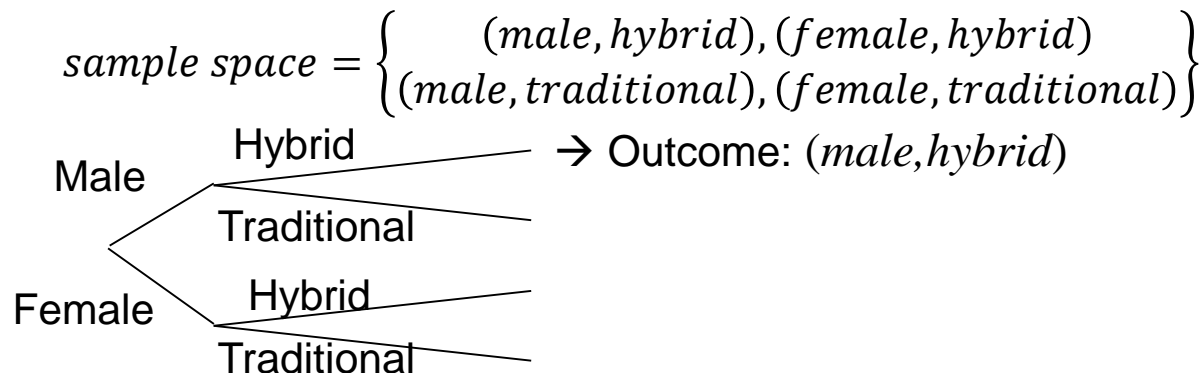 sample space = { (male, hybrid), (female, hybrid)
(male, traditional), (female, traditional) }
Hybrid → Outcome: (male,hybrid)
Male
Traditional
Hybrid
Female
Traditional